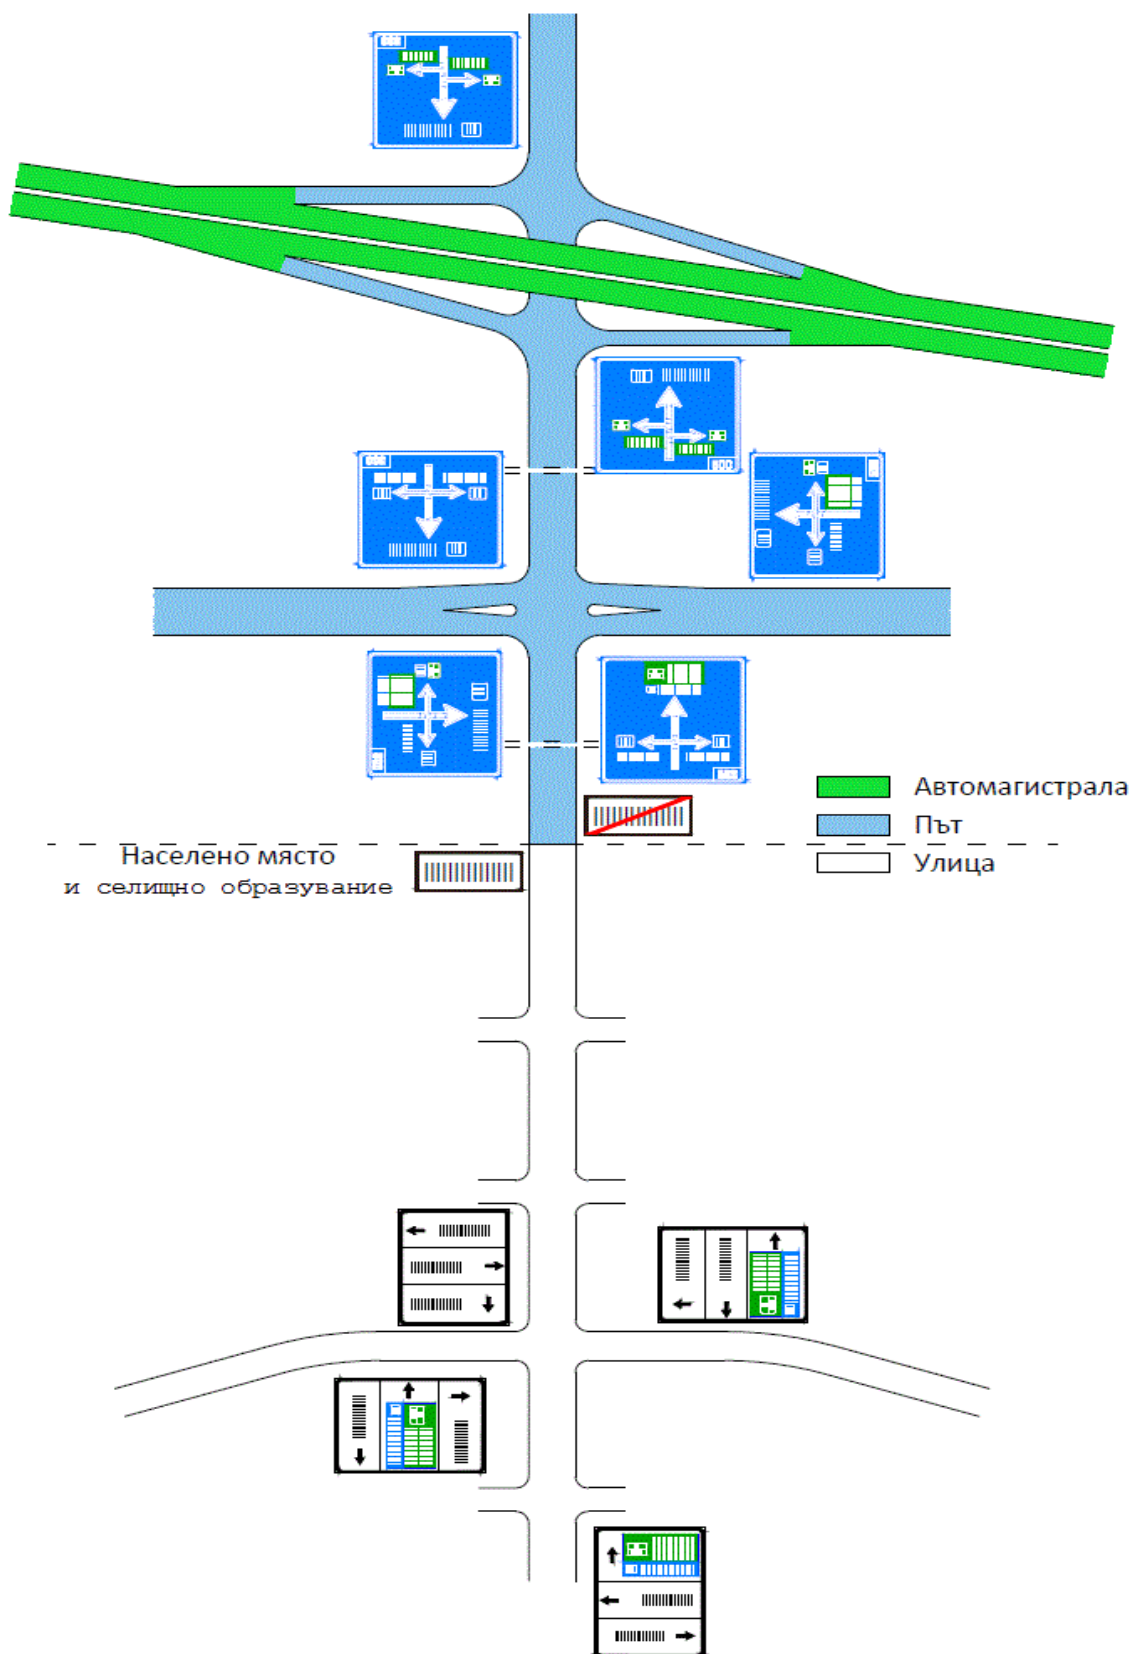 Автомагистрала
Път
Улица
Населено място
и селищно образувание